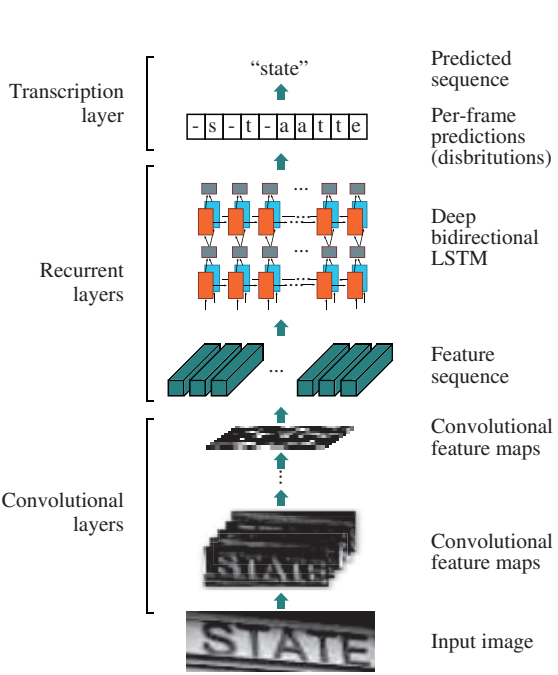 “state”
Predicted
sequence
Transcription
layer
- s - t - a a t t e
Per-frame
predictions
(disbritutions)
Deep
bidirectional
LSTM
Recurrent
layers
...
...
...
...
...
Feature
sequence
Convolutional
feature maps
...
Convolutional
layers
STATE
Convolutional
feature maps
STATE
Input image